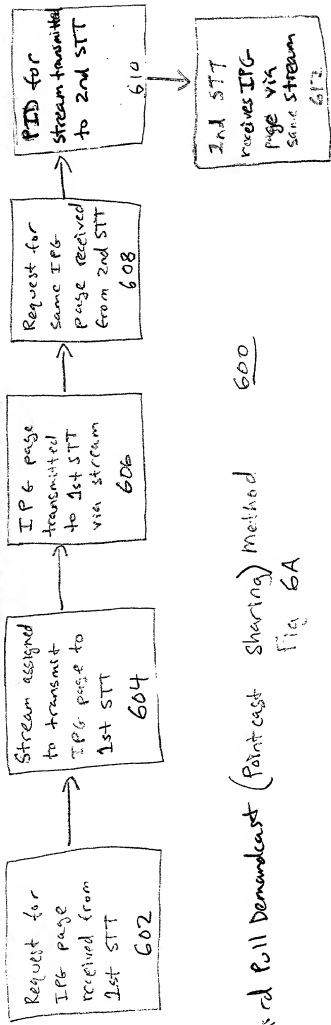 Request for
IPG page
received from
1st STT
602
Stream assigned
to transmit
IPG page to
1st STT
604
IPG page
transmitted
to 1st STT
via stream
606
Request for
same IPG
page received
from 2nd STT
608
PID for
stream transmitted
to 2nd STT
610
2nd STT
receives IPG
page via
same stream
612
Pull Demandcast (Pointcast Sharing) Method
600
Fig 6A